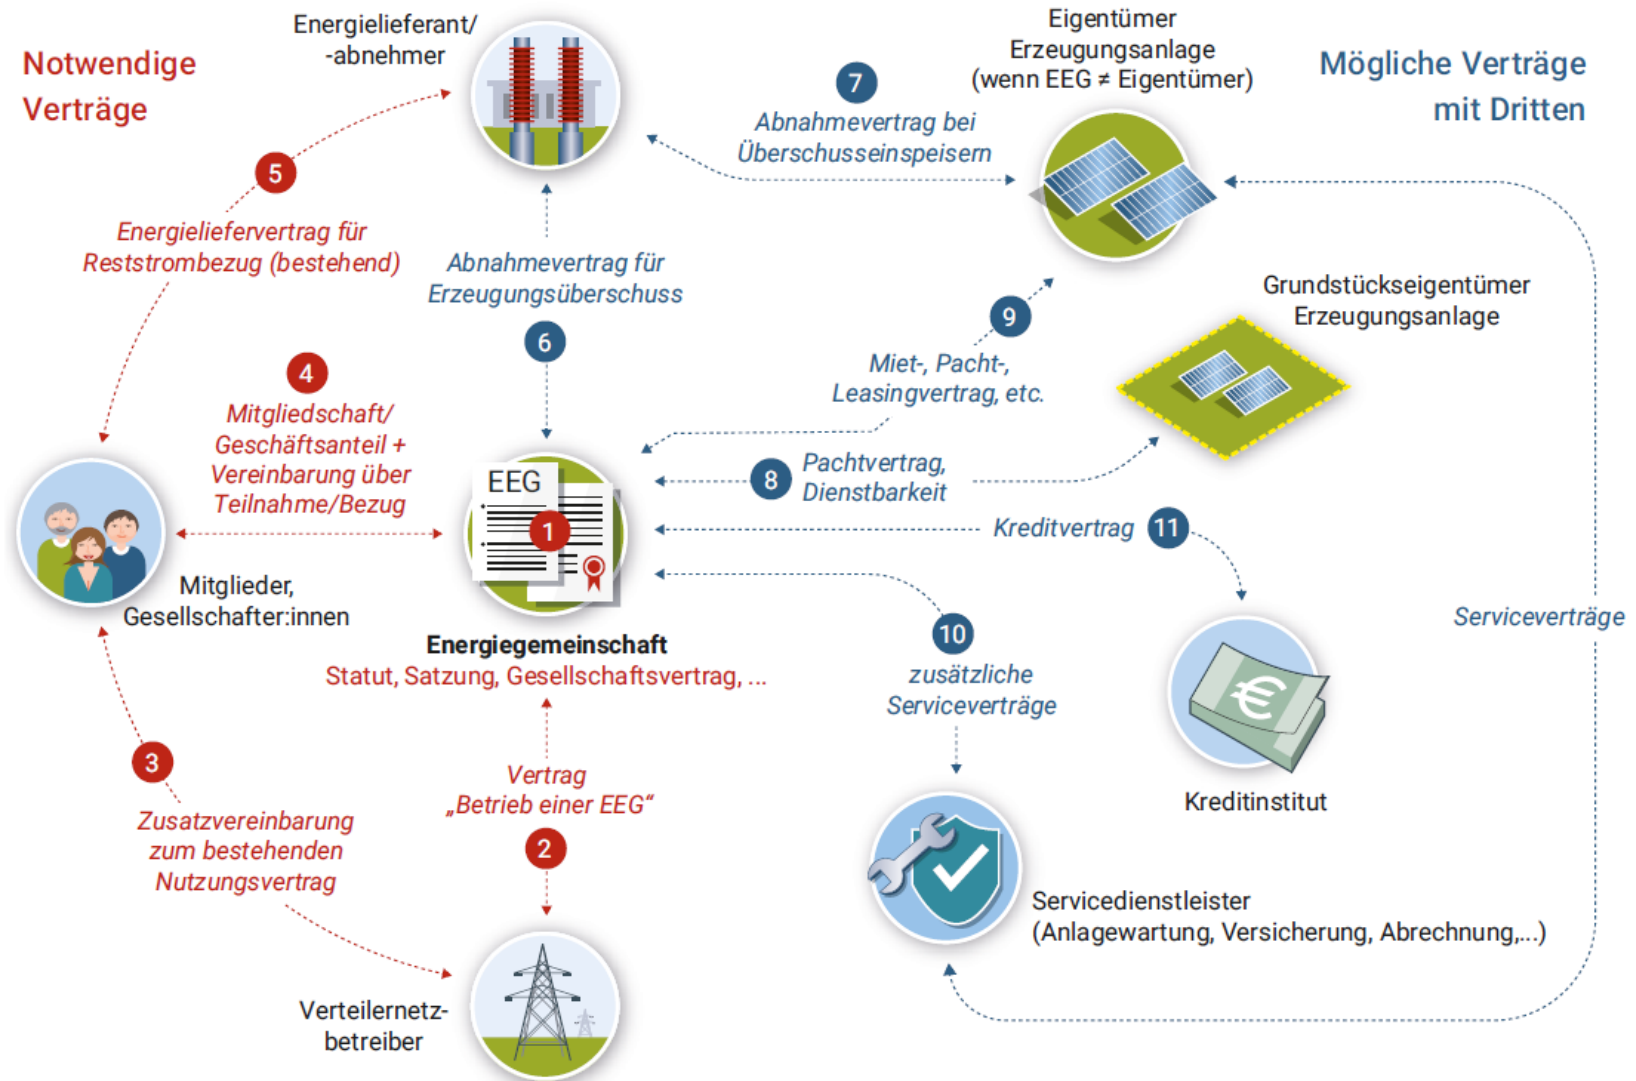 Notwendige
Verträge
Energielieferant/
-abnehmer
Eigentümer
Erzeugungsanlage
(wenn EEG ≠ Eigentümer)
Mögliche Verträge
mit Dritten
7
Abnahmevertrag bei
Überschusseinspeisern
5
Energieliefervertrag für
Reststrombezug (bestehend)
Abnahmevertrag für
Erzeugungsüberschuss
6
9
Miet-, Pacht-,
Leasingvertrag, etc.
Grundstückseigentümer
Erzeugungsanlage
4
Mitgliedschaft/
Geschäftsanteil +
Vereinbarung über
Teilnahme/Bezug
EEG
1
8
Pachtvertrag,
Dienstbarkeit
Kreditvertrag
11
Mitglieder,
Gesellschafter:innen
Energiegemeinschaft
Statut, Satzung, Gesellschaftsvertrag, ...
10
zusätzliche
Serviceverträge
Serviceverträge
€
Kreditinstitut
3
Zusatzvereinbarung
zum bestehenden
Nutzungsvertrag
Vertrag
„Betrieb einer EEG“
2
Servicedienstleister
(Anlagewartung, Versicherung, Abrechnung,...)
Verteilernetz-
betreiber